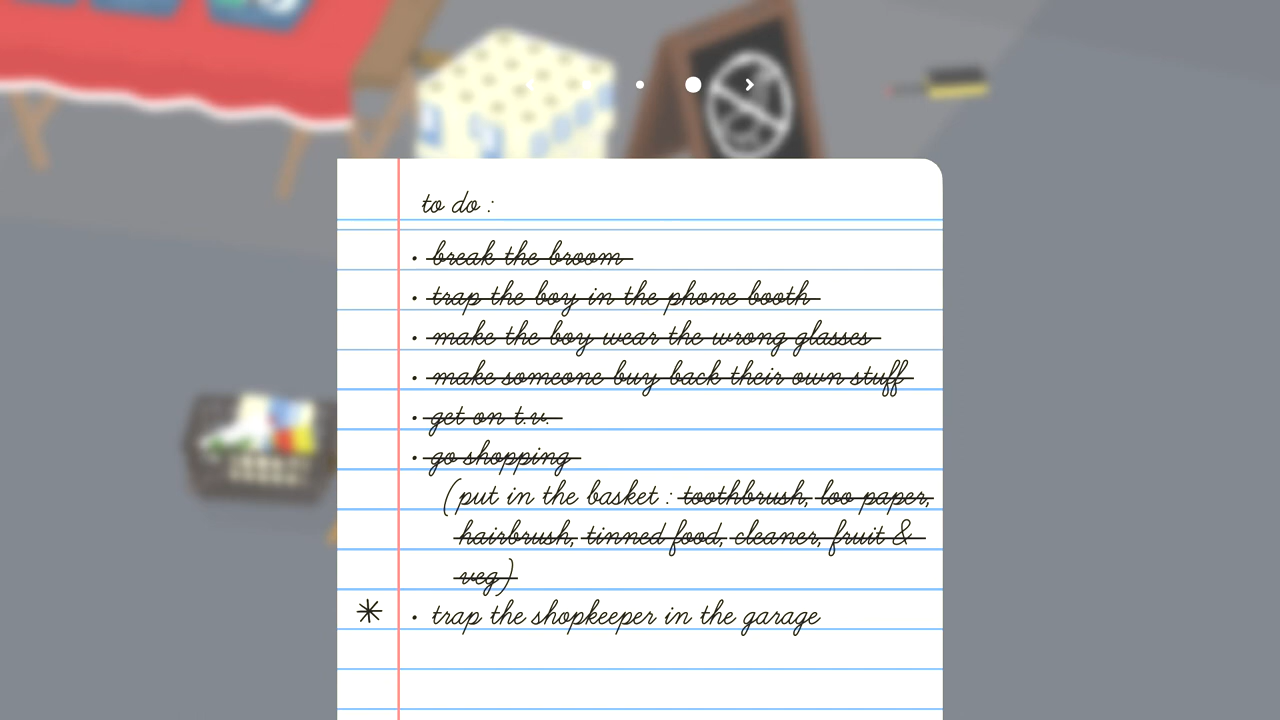 to do :
• break the broom
• trap the boy in the phone booth
• make the boy wear the wrong glasses
• make someone buy back their own stuff
• get on t.v.
• go shopping
(put in the basket : toothbrush, loo paper,
hairbrush, tinned food, cleaner, fruit &
veg)
* • trap the shopkeeper in the garage